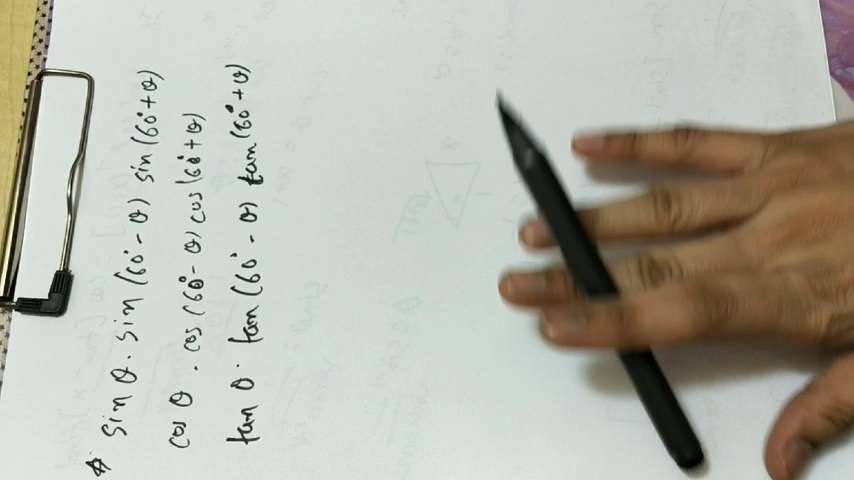 * sin θ . sin (60° - θ) sin (60° + θ)
cos θ . cos (60° - θ) cos (60° + θ)
tan θ . tan (60° - θ) tan (60° + θ)